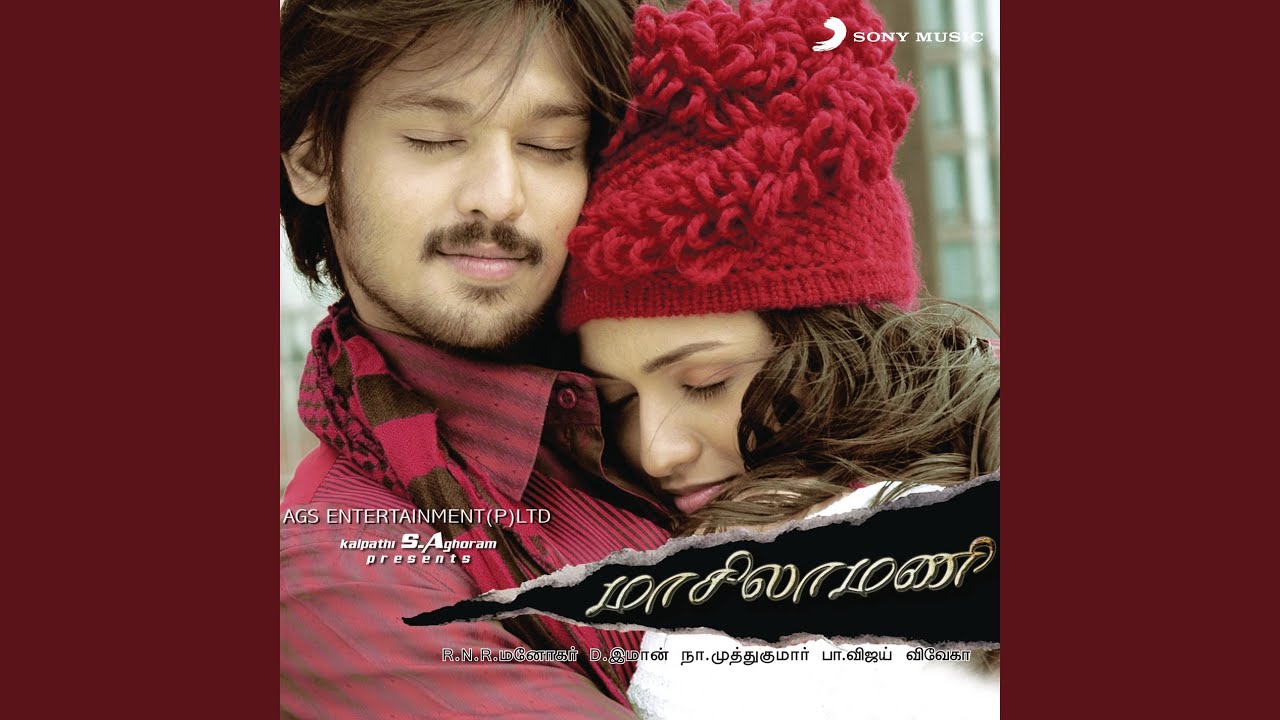 SONY MUSIC
AGS ENTERTAINMENT(P)LTD
kalpathi S.Aghoram
presents
மாசிலாமணி
R.N.R.மனோகர் D.இமான் நா.முத்துகுமார் பா.விஜய் விவேகா